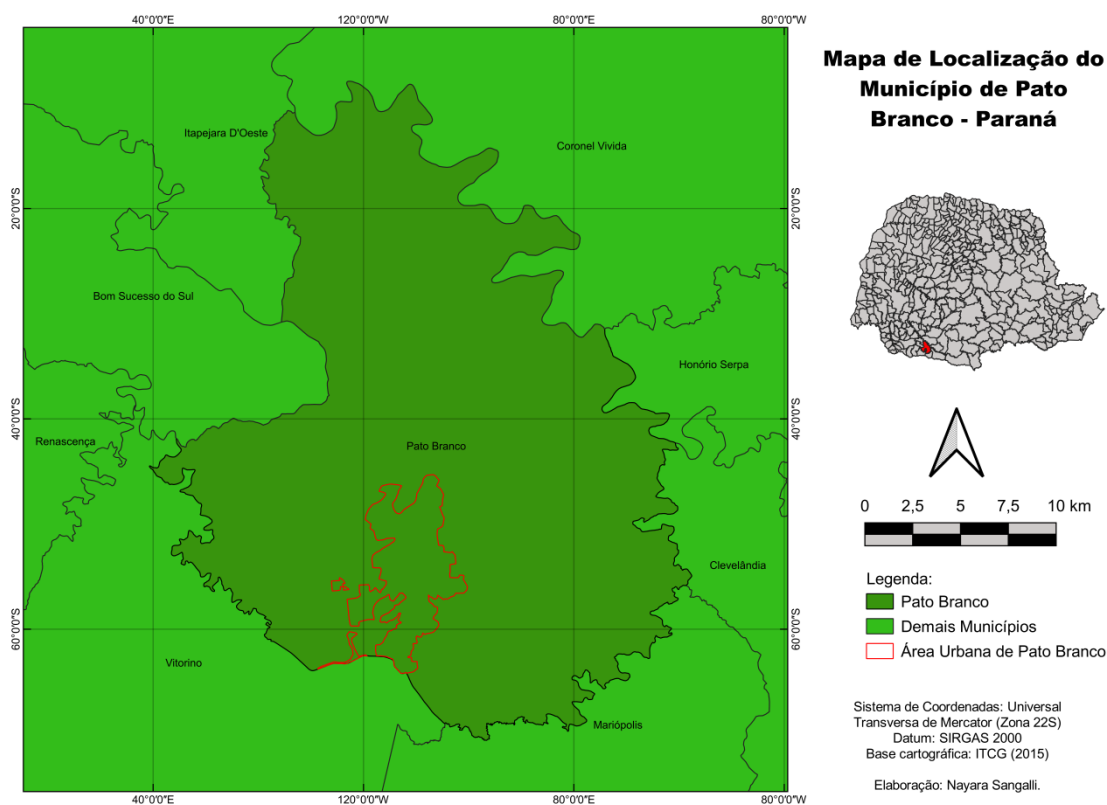 40°0'0"E 120°0'0"W 80°0'0"W 80°0'0"W
Mapa de Localização do
Município de Pato
Branco - Paraná
Itapejara D'Oeste
Coronel Vivida
20°0'0"S 20°0'0"S
Bom Sucesso do Sul
Honório Serpa
40°0'0"S 40°0'0"S
Renascença
Pato Branco
0 2,5 5 7,5 10 km
Clevelândia
Legenda:
Pato Branco
Demais Municípios
Área Urbana de Pato Branco
60°0'0"S 60°0'0"S
Vitorino
Mariópolis
Sistema de Coordenadas: Universal
Transversa de Mercator (Zona 22S)
Datum: SIRGAS 2000
Base cartográfica: ITCG (2015)
Elaboração: Nayara Sangalli.
40°0'0"E 120°0'0"W 80°0'0"W 80°0'0"W